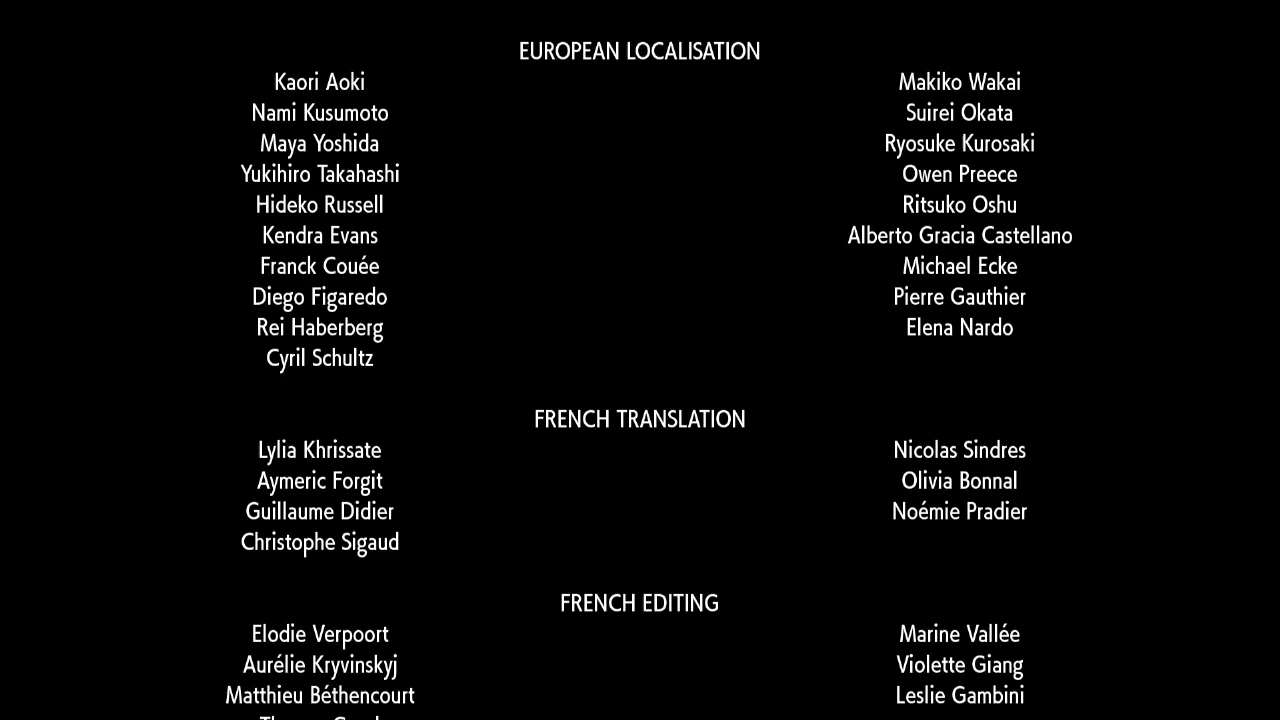 EUROPEAN LOCALISATION
Kaori Aoki Makiko Wakai
Nami Kusumoto Suirei Okata
Maya Yoshida Ryosuke Kurosaki
Yukihiro Takahashi Owen Preece
Hideko Russell Ritsuko Oshu
Kendra Evans Alberto Gracia Castellano
Franck Couée Michael Ecke
Diego Figaredo Pierre Gauthier
Rei Haberberg Elena Nardo
Cyril Schultz
FRENCH TRANSLATION
Lylia Khrissate Nicolas Sindres
Aymeric Forgit Olivia Bonnal
Guillaume Didier Noémie Pradier
Christophe Sigaud
FRENCH EDITING
Elodie Verpoort Marine Vallée
Aurélie Kryvinskyj Violette Giang
Matthieu Béthencourt Leslie Gambini